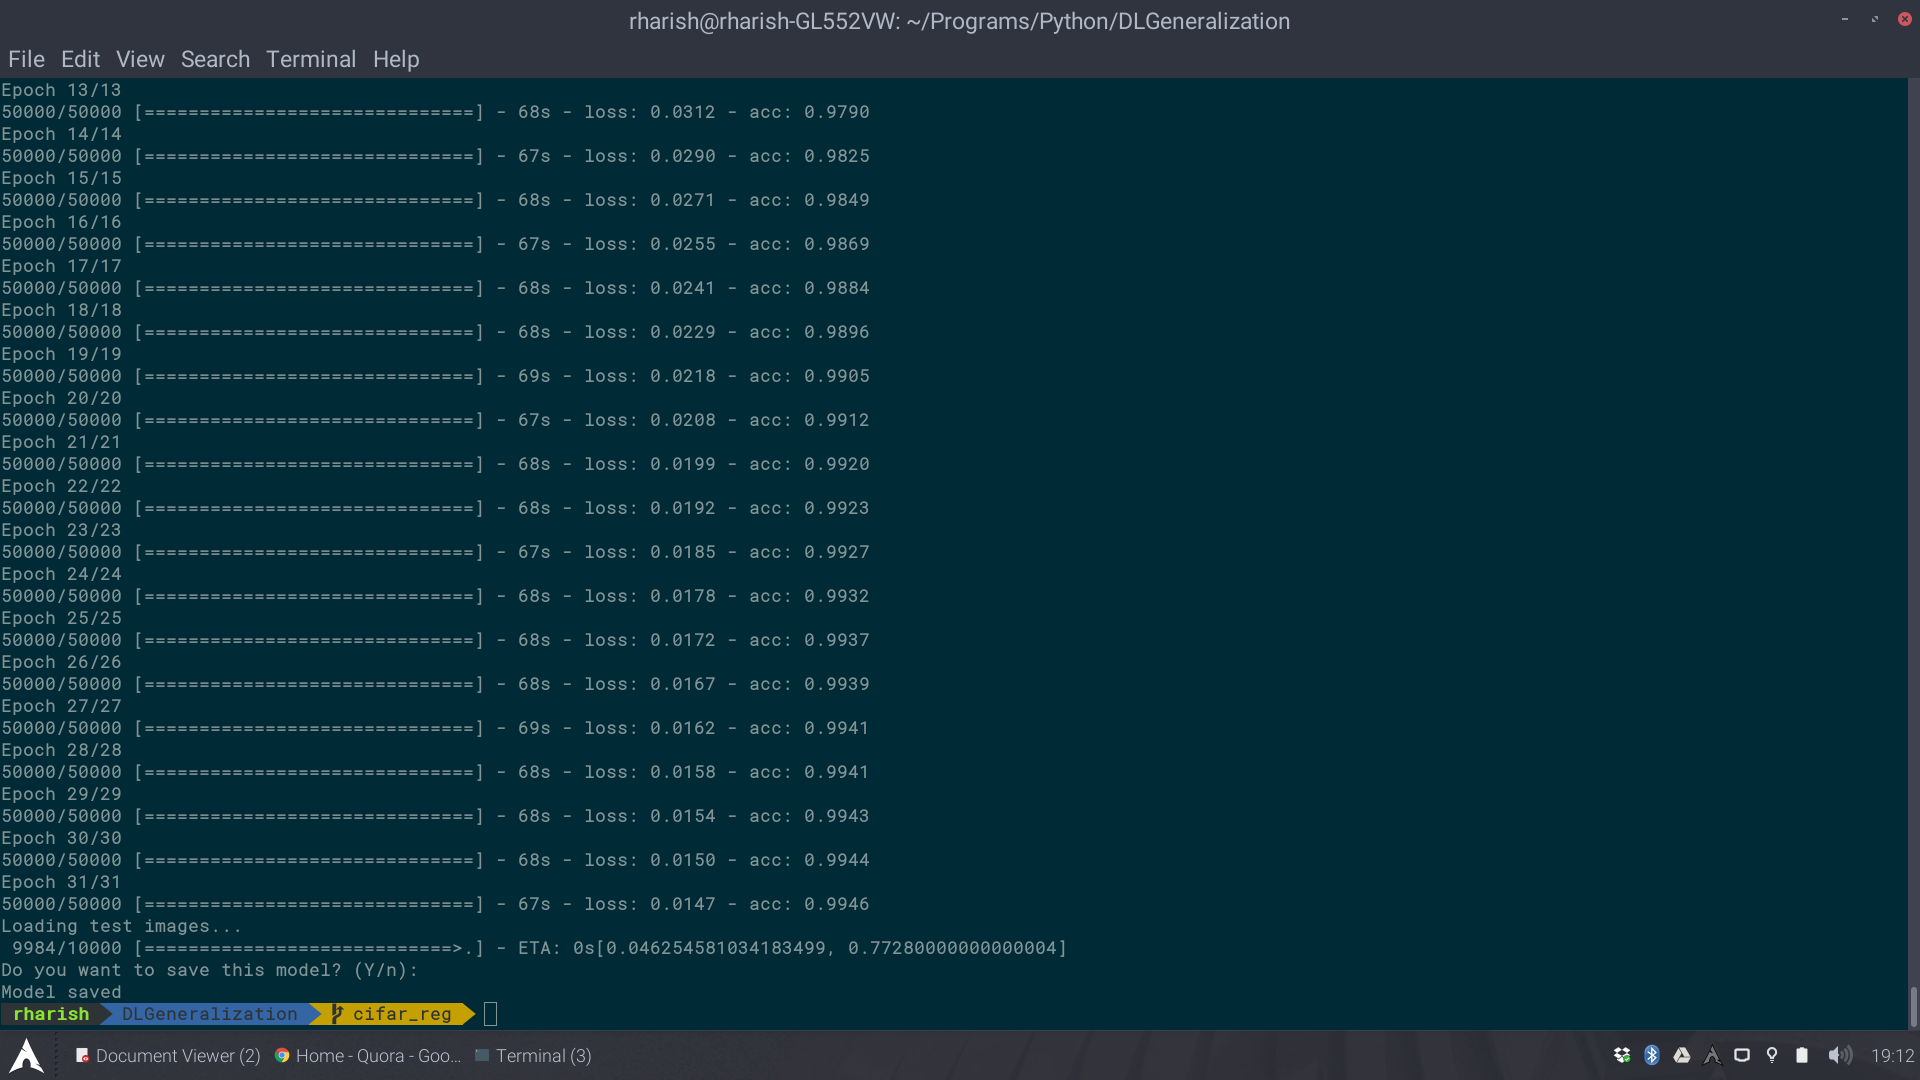 rharish@rharish-GL552VW: ~/Programs/Python/DLGeneralization
File Edit View Search Terminal Help
Epoch 13/13
50000/50000 [==============================] - 68s - loss: 0.0312 - acc: 0.9790
Epoch 14/14
50000/50000 [==============================] - 67s - loss: 0.0290 - acc: 0.9825
Epoch 15/15
50000/50000 [==============================] - 68s - loss: 0.0271 - acc: 0.9849
Epoch 16/16
50000/50000 [==============================] - 67s - loss: 0.0255 - acc: 0.9869
Epoch 17/17
50000/50000 [==============================] - 68s - loss: 0.0241 - acc: 0.9884
Epoch 18/18
50000/50000 [==============================] - 68s - loss: 0.0229 - acc: 0.9896
Epoch 19/19
50000/50000 [==============================] - 69s - loss: 0.0218 - acc: 0.9905
Epoch 20/20
50000/50000 [==============================] - 67s - loss: 0.0208 - acc: 0.9912
Epoch 21/21
50000/50000 [==============================] - 68s - loss: 0.0199 - acc: 0.9920
Epoch 22/22
50000/50000 [==============================] - 68s - loss: 0.0192 - acc: 0.9923
Epoch 23/23
50000/50000 [==============================] - 67s - loss: 0.0185 - acc: 0.9927
Epoch 24/24
50000/50000 [==============================] - 68s - loss: 0.0178 - acc: 0.9932
Epoch 25/25
50000/50000 [==============================] - 68s - loss: 0.0172 - acc: 0.9937
Epoch 26/26
50000/50000 [==============================] - 68s - loss: 0.0167 - acc: 0.9939
Epoch 27/27
50000/50000 [==============================] - 69s - loss: 0.0162 - acc: 0.9941
Epoch 28/28
50000/50000 [==============================] - 68s - loss: 0.0158 - acc: 0.9941
Epoch 29/29
50000/50000 [==============================] - 68s - loss: 0.0154 - acc: 0.9943
Epoch 30/30
50000/50000 [==============================] - 68s - loss: 0.0150 - acc: 0.9944
Epoch 31/31
50000/50000 [==============================] - 67s - loss: 0.0147 - acc: 0.9946
Loading test images...
9984/10000 [============================>.] - ETA: 0s[0.046254581034183499, 0.77280000000000004]
Do you want to save this model? (Y/n):
Model saved
rharish DLGeneralization cifar_reg
Document Viewer (2) Home - Quora - Goo... Terminal (3) 19:12